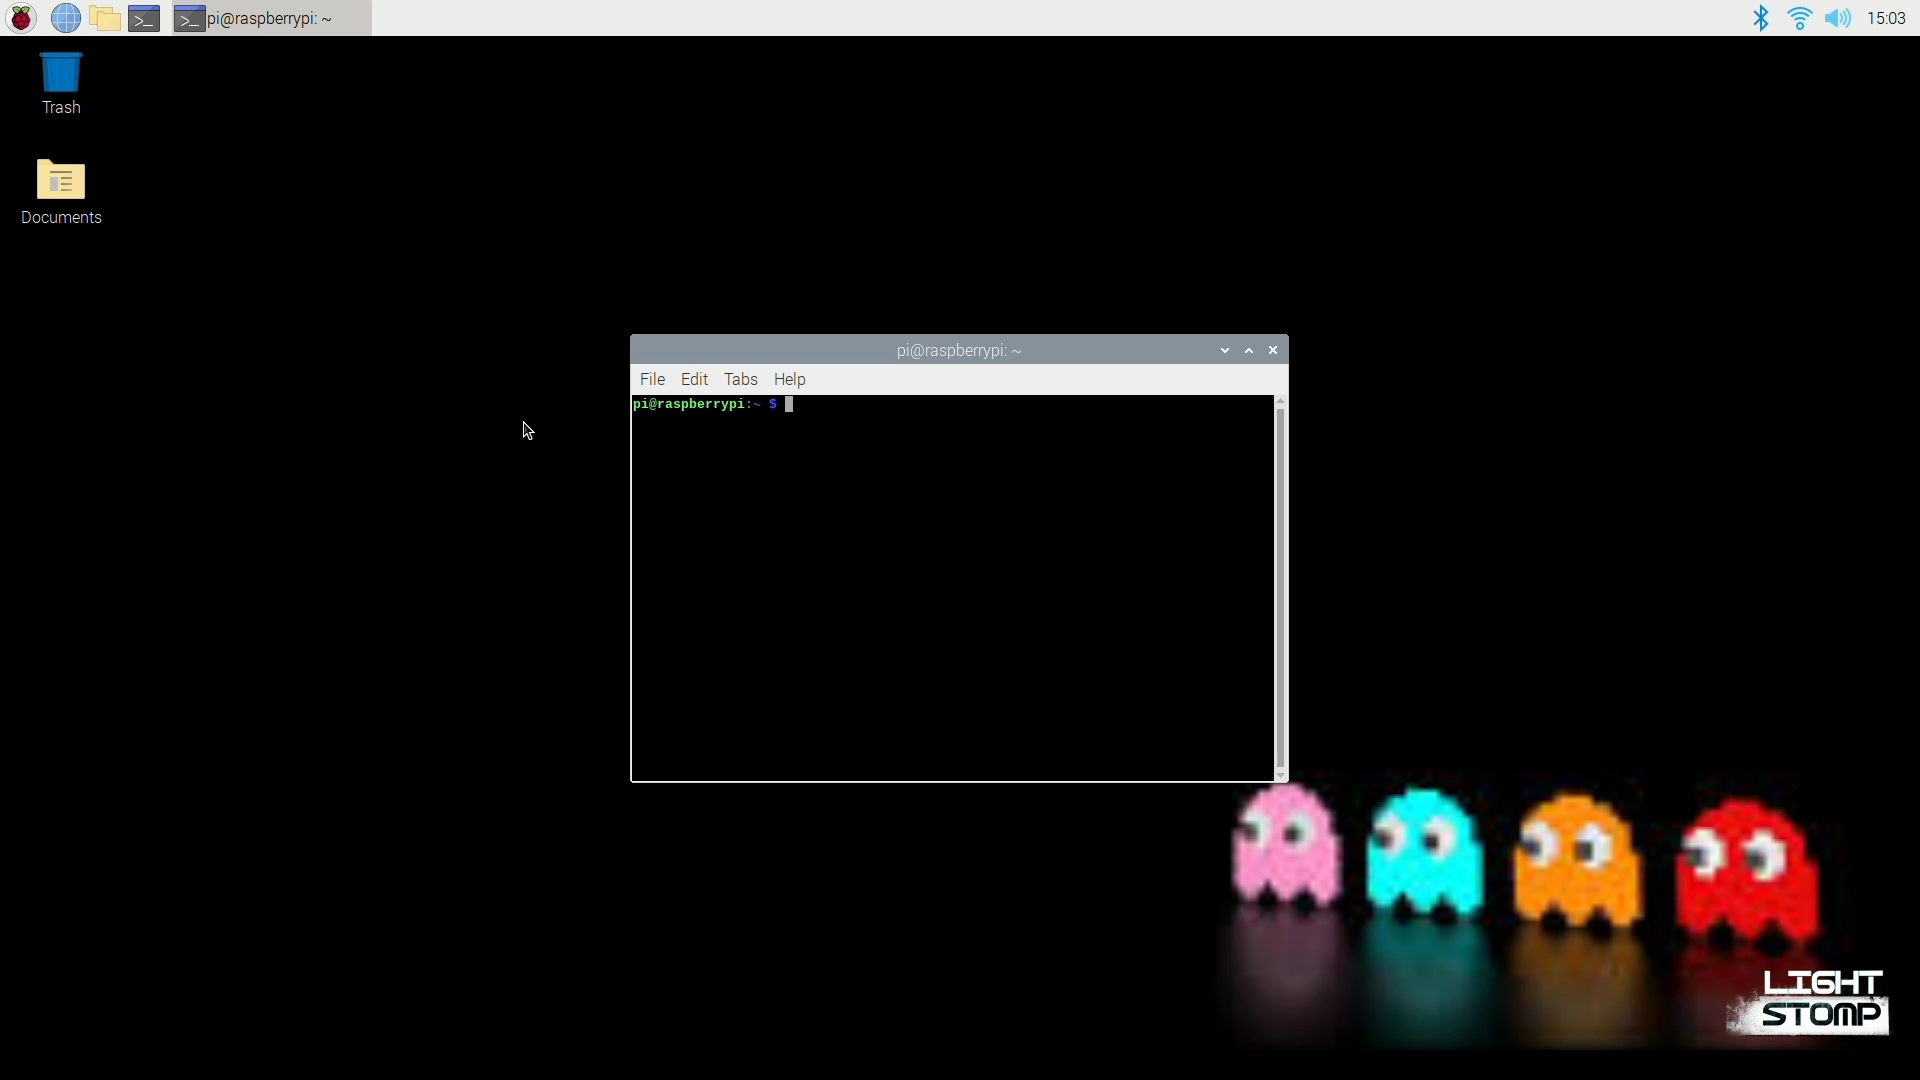 pi@raspberrypi: ~
15:03
Trash
Documents
pi@raspberrypi: ~
File Edit Tabs Help
pi@raspberrypi:~ $
LIGHT
STOMP